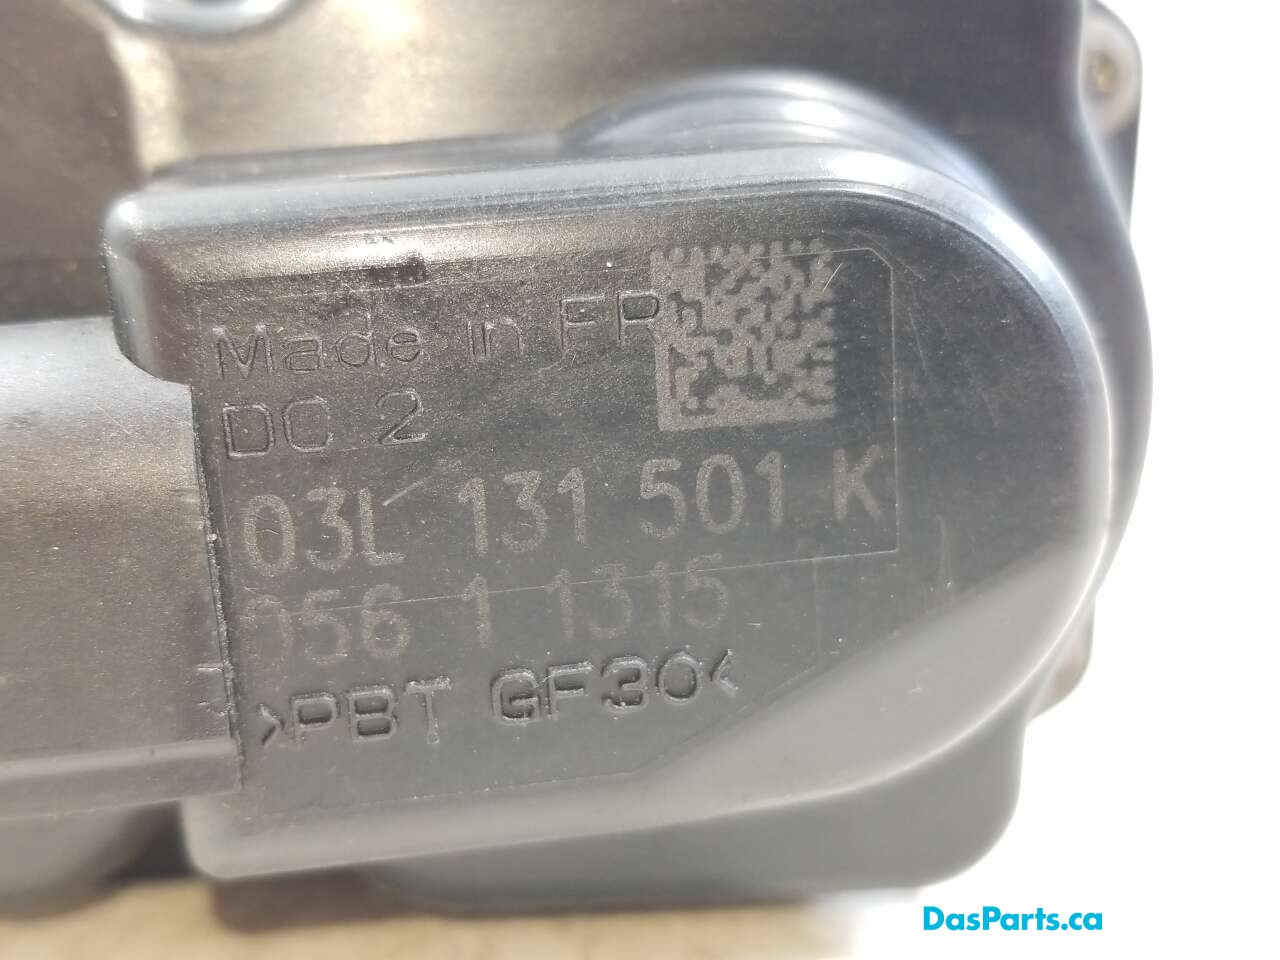 Made in FR
DC 2
03L 131 501 K
056 1 1315
>PBT GF30<
DasParts.ca